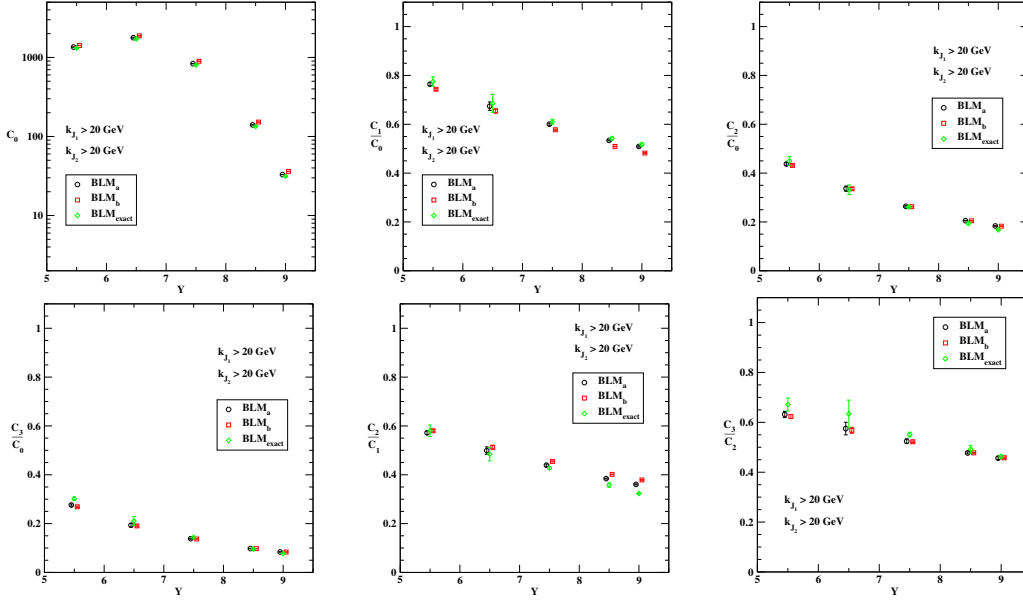 1000
100
10
C0
5 6 7 8 9
Y
kJ1 > 20 GeV
kJ2 > 20 GeV
BLMa
BLMb
BLMexact
1
0.8
0.6
0.4
0.2
0
C1
C0
5 6 7 8 9
Y
kJ1 > 20 GeV
kJ2 > 20 GeV
BLMa
BLMb
BLMexact
1
0.8
0.6
0.4
0.2
0
C2
C0
5 6 7 8 9
Y
kJ1 > 20 GeV
kJ2 > 20 GeV
BLMa
BLMb
BLMexact
1
0.8
0.6
0.4
0.2
0
C3
C0
5 6 7 8 9
Y
kJ1 > 20 GeV
kJ2 > 20 GeV
BLMa
BLMb
BLMexact
1
0.8
0.6
0.4
0.2
0
C2
C1
5 6 7 8 9
Y
kJ1 > 20 GeV
kJ2 > 20 GeV
BLMa
BLMb
BLMexact
1
0.8
0.6
0.4
0.2
0
C3
C2
5 6 7 8 9
Y
BLMa
BLMb
BLMexact
kJ1 > 20 GeV
kJ2 > 20 GeV